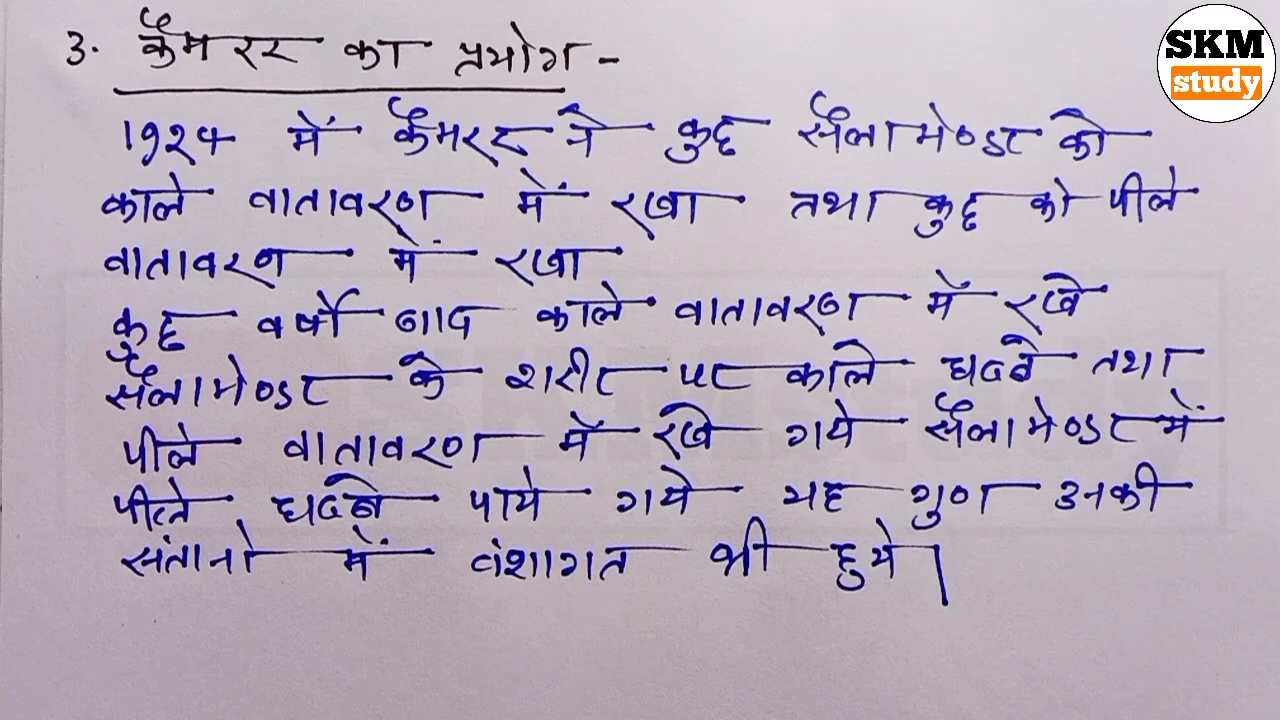 SKM
study
3. कैमरर का प्रयोग -
1924 में कैमरर ने कुछ सैलामेण्डर को
काले वातावरण में रखा तथा कुछ को पीले
वातावरण में रखा
कुछ वर्षो बाद काले वातावरण में रखे
सैलामेण्डर के शरीर पर काले धब्बे तथा
पीले वातावरण में रखे गये सैलामेण्डर में
पीले धब्बे पाये गये यह गुण उनकी
संतानो में वंशागत भी हुये।